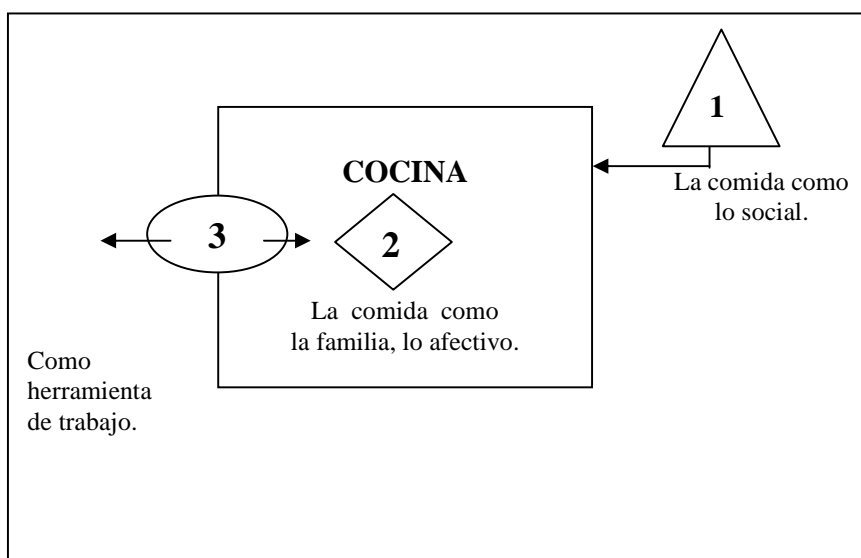 1
La comida como
lo social.
COCINA
3
2
La comida como
la familia, lo afectivo.
Como
herramienta
de trabajo.